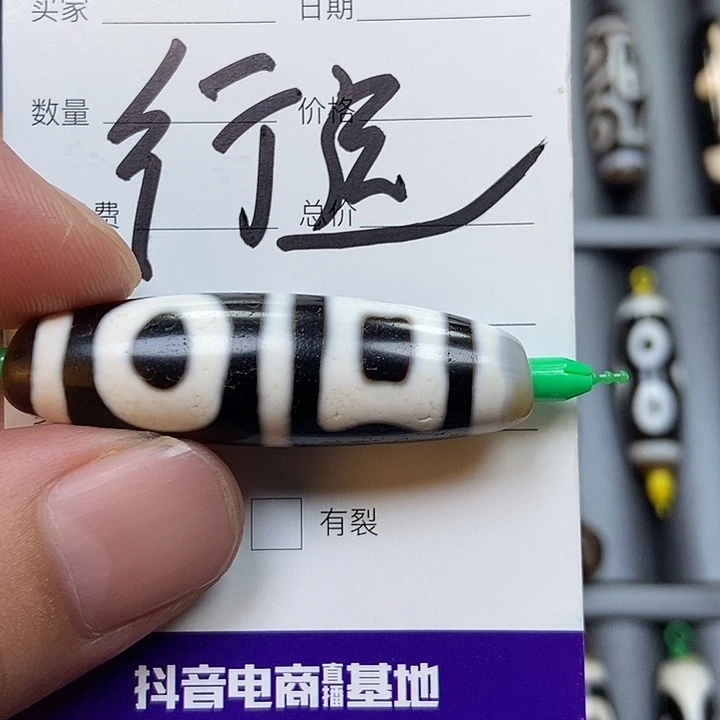 买家 日期
行运
数量 价格
费 总价
有裂
抖音电商直播基地